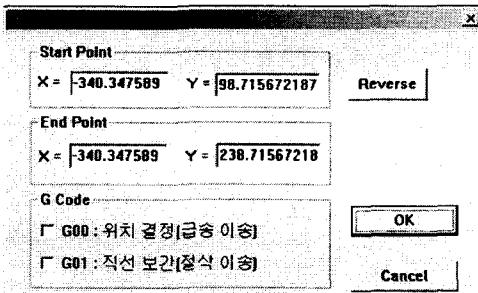 Start Point
X = -340.347589 Y = 98.715672187 Reverse
End Point
X = -340.347589 Y = 238.71567218
G Code
G00 : 위치 결정(급송 이송)
G01 : 직선 보간(절삭 이송)
OK
Cancel